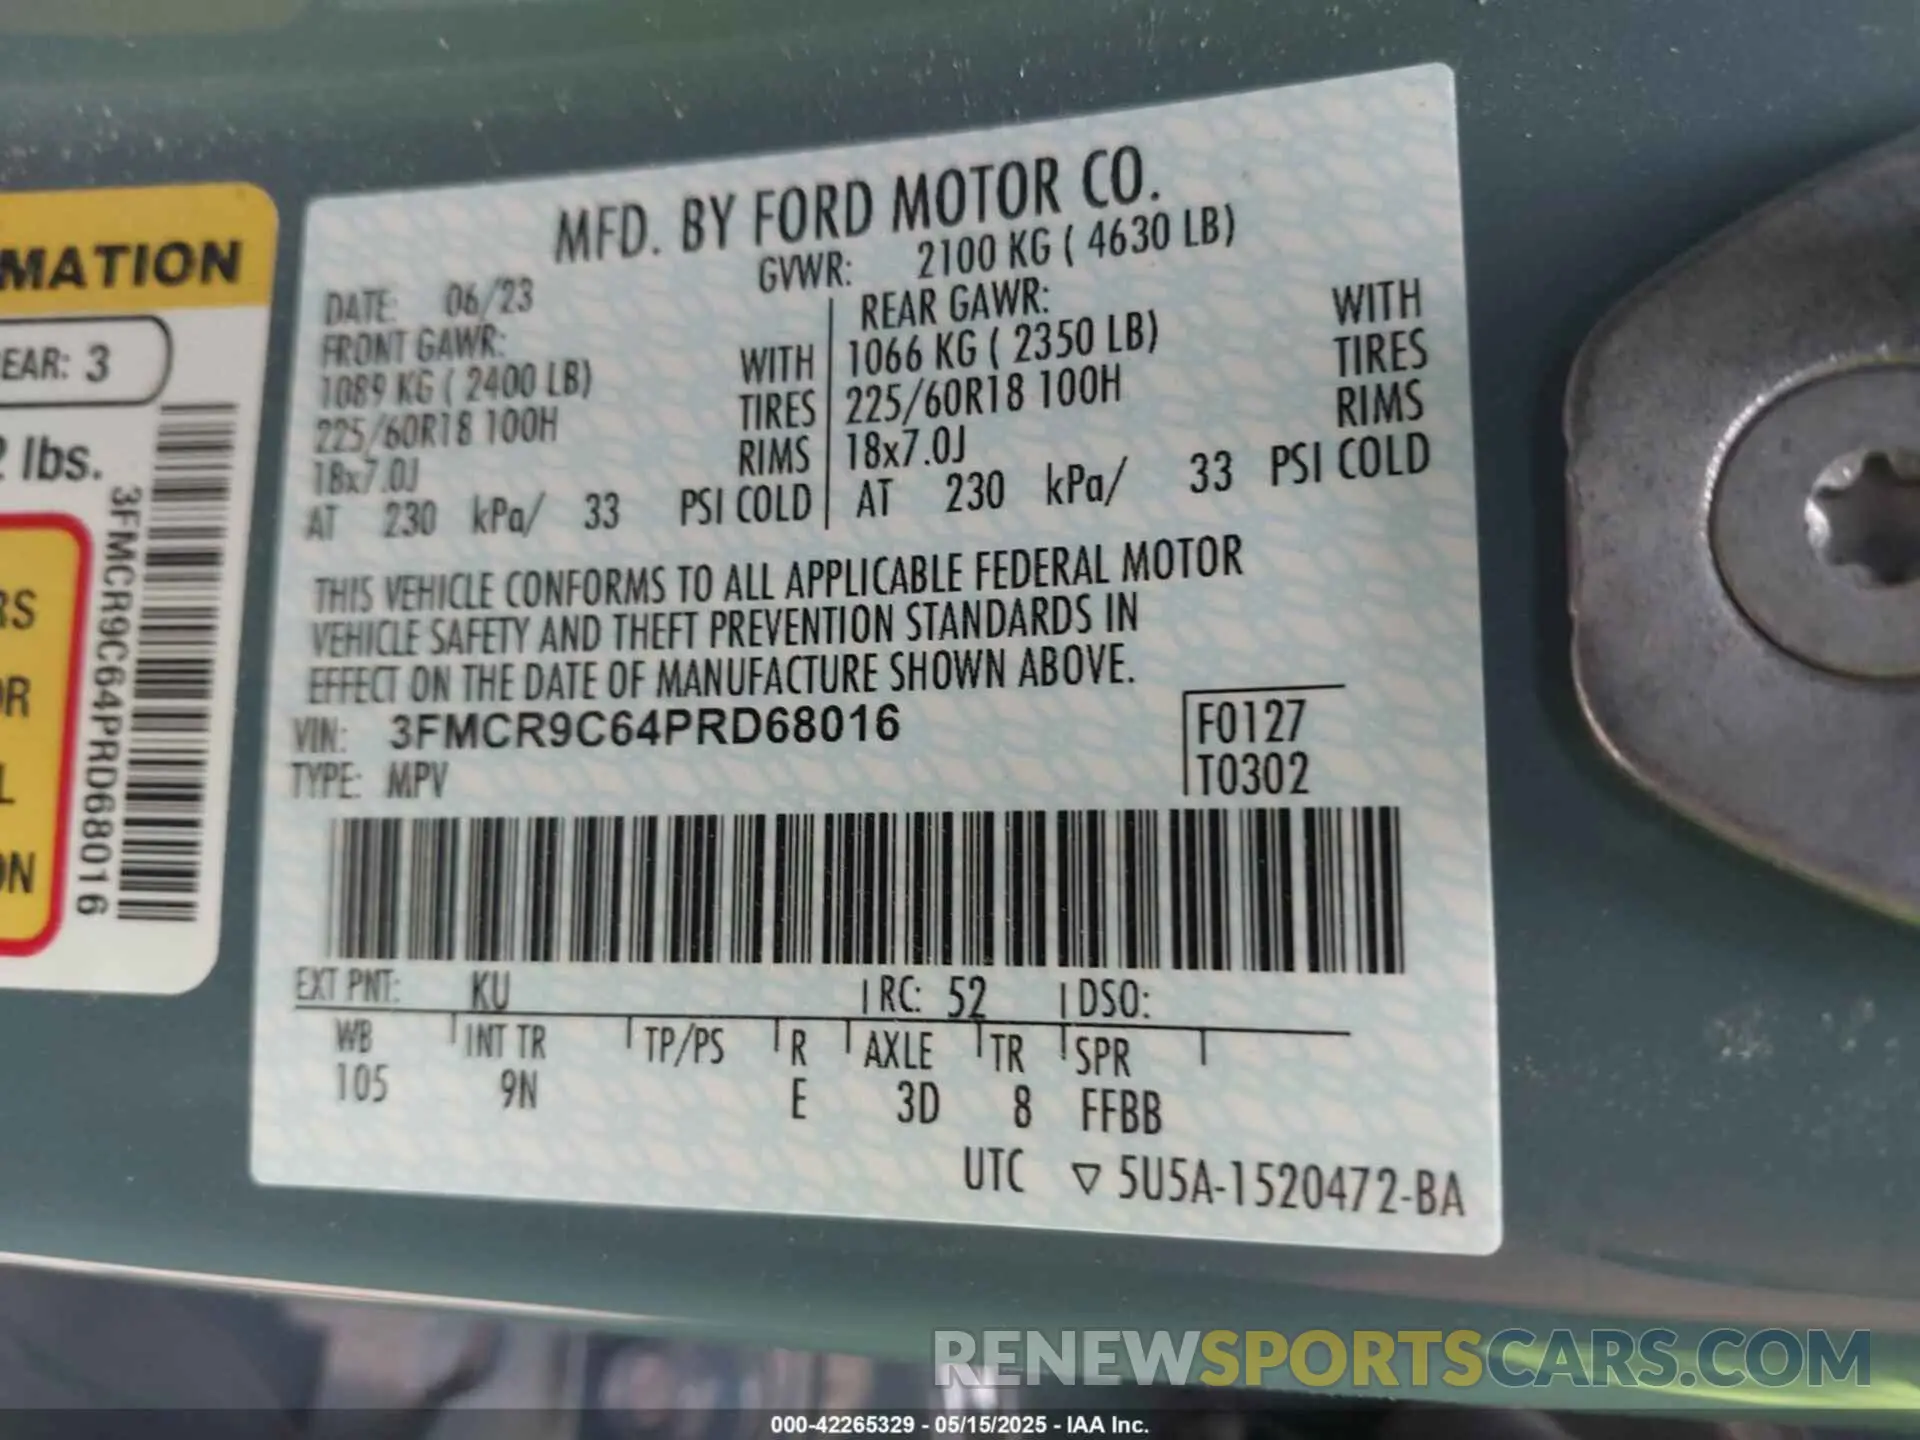 MATION
EAR: 3
2 lbs.
3FMCR9C64PRD68016
RS
OR
L
ON
MFD. BY FORD MOTOR CO.
DATE: 06/23 GVWR: 2100 KG ( 4630 LB)
FRONT GAWR: REAR GAWR:
1089 KG ( 2400 LB) WITH 1066 KG ( 2350 LB) WITH
225/60R18 100H TIRES 225/60R18 100H TIRES
18x7.0J RIMS 18x7.0J RIMS
AT 230 kPa/ 33 PSI COLD AT 230 kPa/ 33 PSI COLD
THIS VEHICLE CONFORMS TO ALL APPLICABLE FEDERAL MOTOR
VEHICLE SAFETY AND THEFT PREVENTION STANDARDS IN
EFFECT ON THE DATE OF MANUFACTURE SHOWN ABOVE.
VIN: 3FMCR9C64PRD68016 F0127
TYPE: MPV T0302
EXT PNT: KU RC: 52 DSO:
WB INT TR TP/PS R AXLE TR SPR
105 9N E 3D 8 FFBB
UTC ▽ 5U5A-1520472-BA
RENEWSPORTSCARS.COM
000-42265329 - 05/15/2025 - IAA Inc.